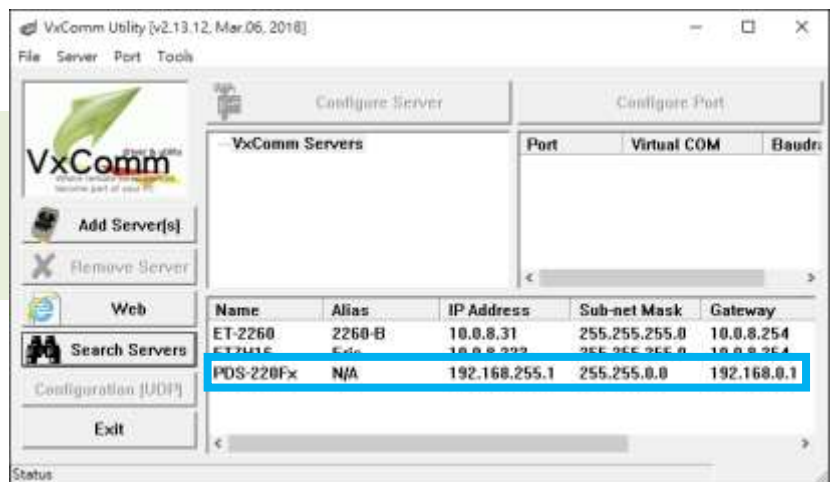 VxComm Utility [v2.13.12, Mar.06, 2018]
File Server Port Tools
VxComm
driver & utility
Configure Server
Configure Port
VxComm Servers
Port Virtual COM Baudra
Add Server(s)
Remove Server
Web
Search Servers
Configuration (UDP)
Exit
Name Alias IP Address Sub-net Mask Gateway
ET-2260 2260-B 10.0.8.31 255.255.255.0 10.0.8.254
PDS-220Fx N/A 192.168.255.1 255.255.0.0 192.168.0.1
Status